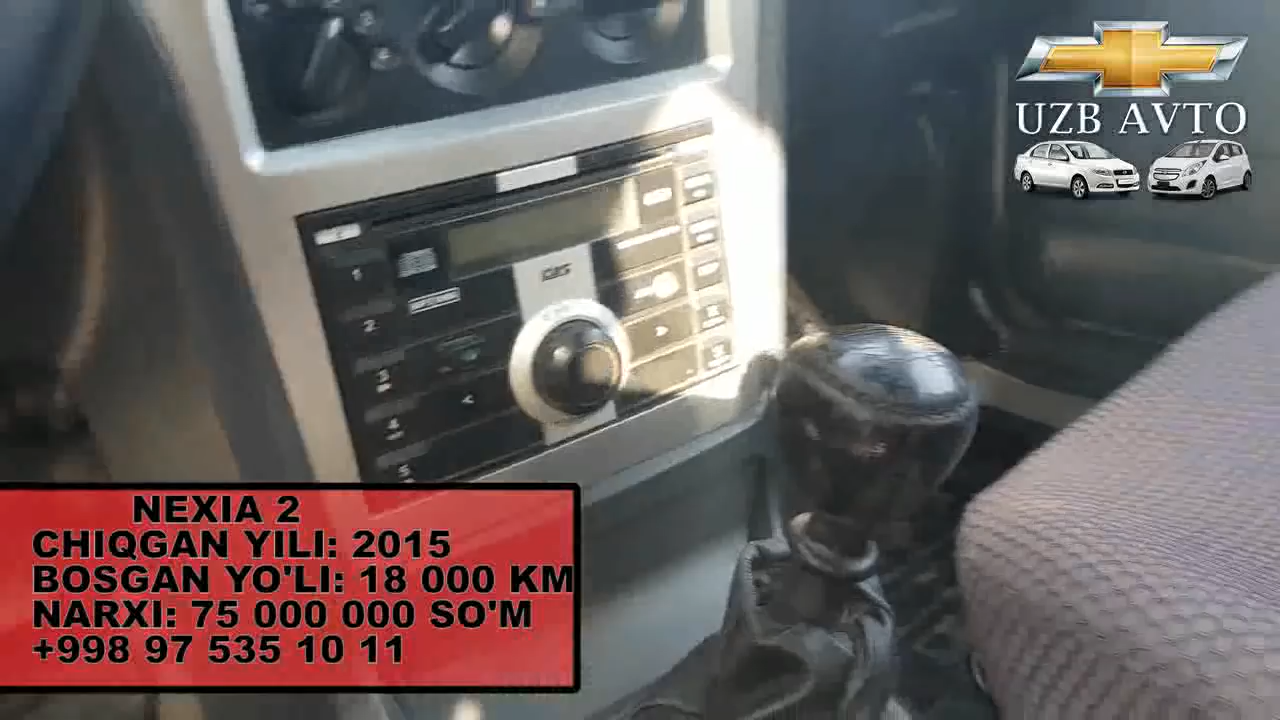 UZB AVTO
1
2
3
4
5
NEXIA 2
CHIQGAN YILI: 2015
BOSGAN YO'LI: 18 000 KM
NARXI: 75 000 000 SO'M
+998 97 535 10 11